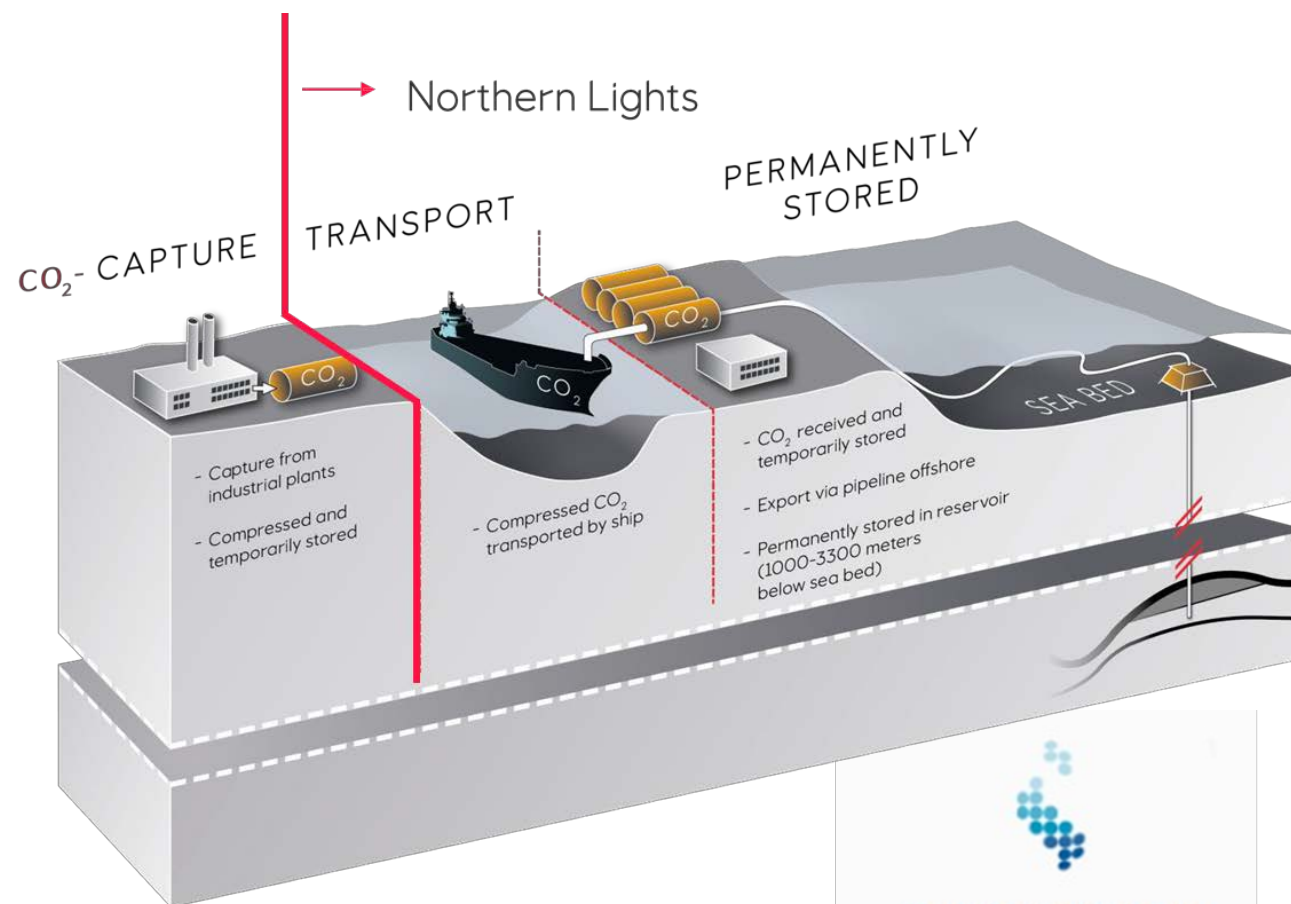 Northern Lights
CO₂- CAPTURE
TRANSPORT
PERMANENTLY
STORED
CO₂
CO₂
CO₂
SEA BED
- Capture from
industrial plants
- Compressed and
temporarily stored
- Compressed CO₂
transported by ship
- CO₂ received and
temporarily stored
- Export via pipeline offshore
- Permanently stored in reservoir
(1000-3300 meters
below sea bed)